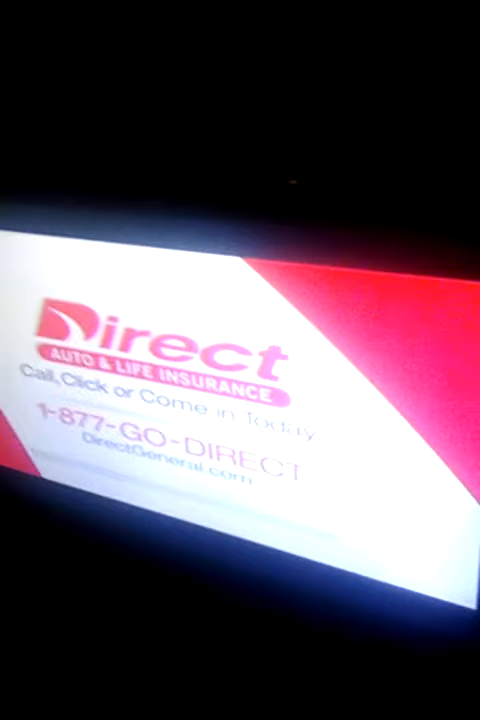 Direct
AUTO & LIFE INSURANCE
Call, Click or Come in Today
1-877-GO-DIRECT
DirectGeneral.com